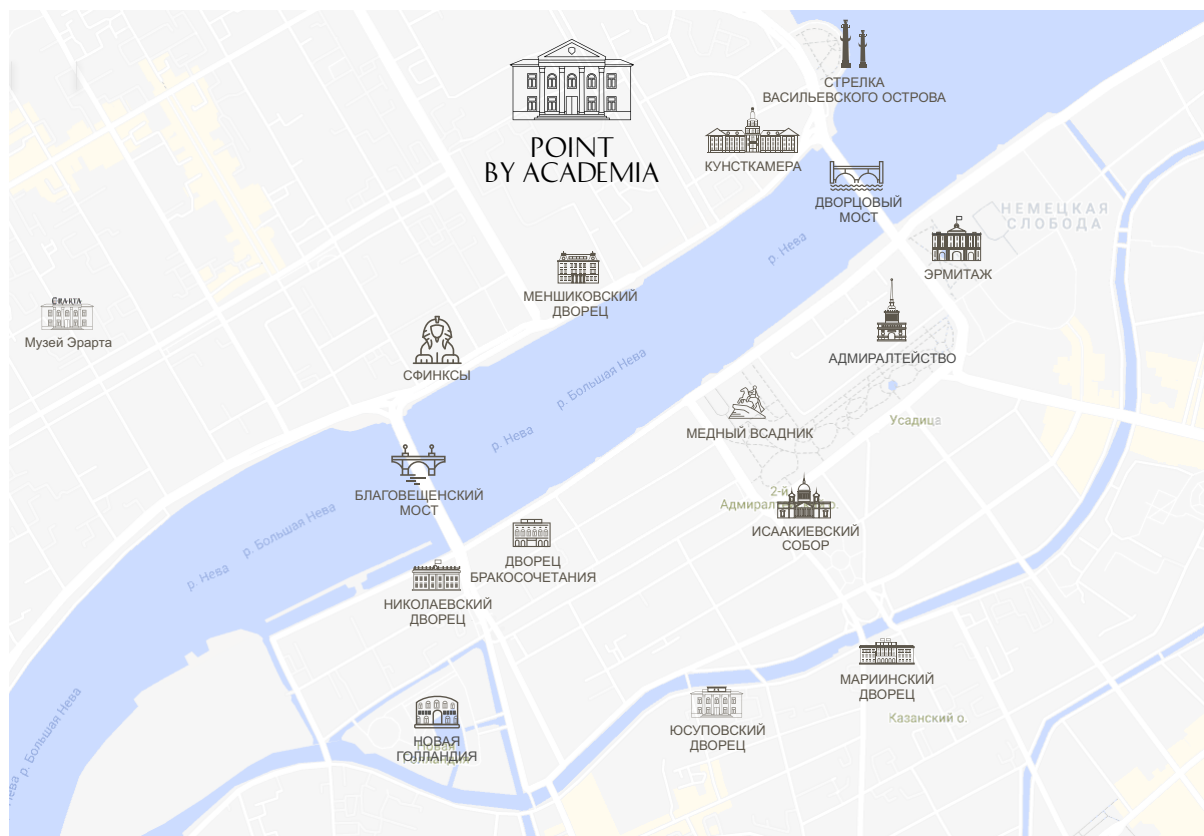 СТРЕЛКА
ВАСИЛЬЕВСКОГО ОСТРОВА
POINT
BY ACADEMIA
КУНСТКАМЕРА
ДВОРЦОВЫЙ
МОСТ
НЕМЕЦКАЯ
СЛОБОДА
р. Нева
ЭРМИТАЖ
МЕНШИКОВСКИЙ
ДВОРЕЦ
ERARTA
Музей Эрарта
АДМИРАЛТЕЙСТВО
СФИНКСЫ
р. Большая Нева
МЕДНЫЙ ВСАДНИК
Усадица
р. Нева
БЛАГОВЕЩЕНСКИЙ
МОСТ
2-й
ИСААКИЕВСКИЙ
СОБОР
р. Большая Нева
р. Нева
ДВОРЕЦ
БРАКОСОЧЕТАНИЯ
НИКОЛАЕВСКИЙ
ДВОРЕЦ
МАРИИНСКИЙ
ДВОРЕЦ
Казанский о.
ЮСУПОВСКИЙ
ДВОРЕЦ
НОВАЯ
ГОЛЛАНДИЯ
р. Большая Нева